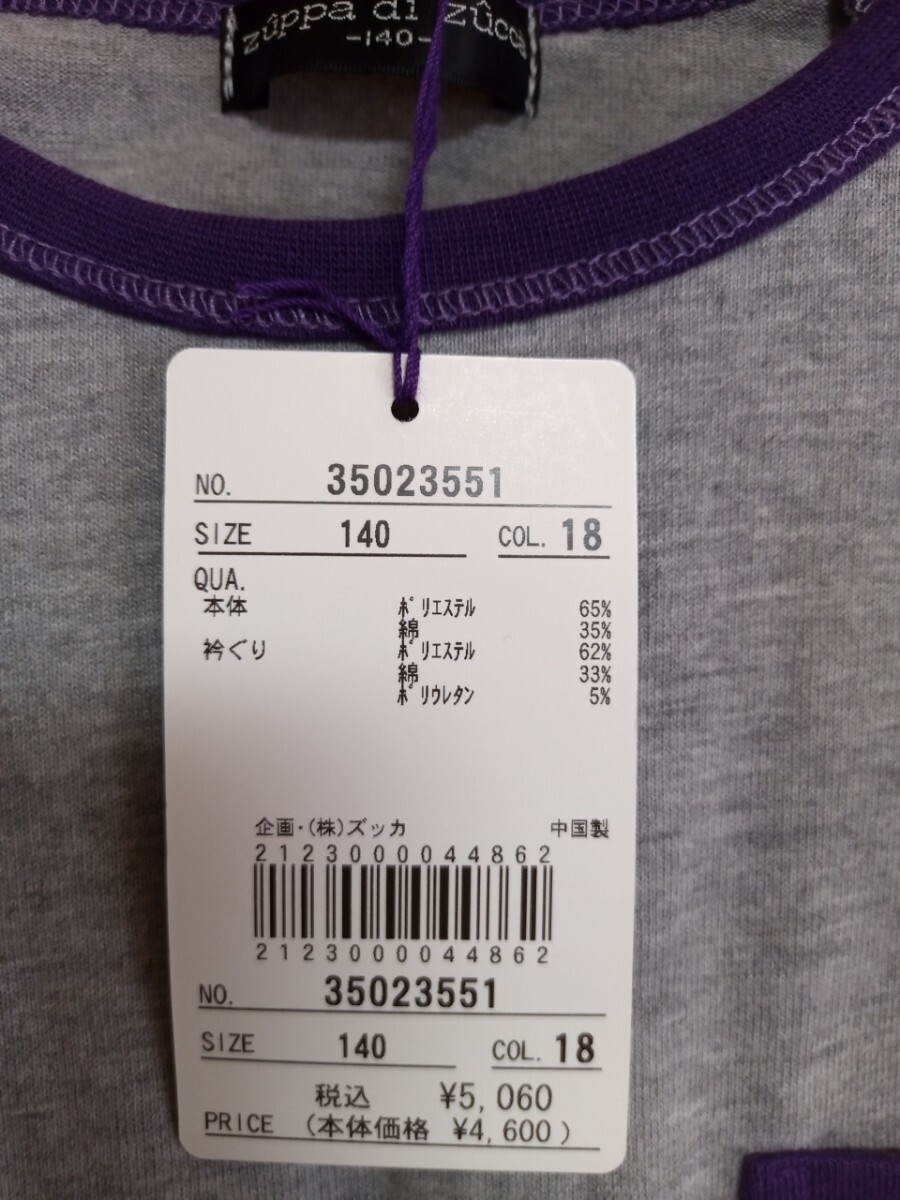 zûppa di zûcca
-140-
NO. 35023551
SIZE 140 COL. 18
QUA.
本体 ﾎﾟﾘｴｽﾃﾙ 65%
綿 35%
衿ぐり ﾎﾟﾘｴｽﾃﾙ 62%
綿 33%
ﾎﾟﾘｳﾚﾀﾝ 5%
企画・(株)ズッカ 中国製
2123000044862
2123000044862
NO. 35023551
SIZE 140 COL. 18
税込 ¥5,060
PRICE (本体価格 ¥4,600)